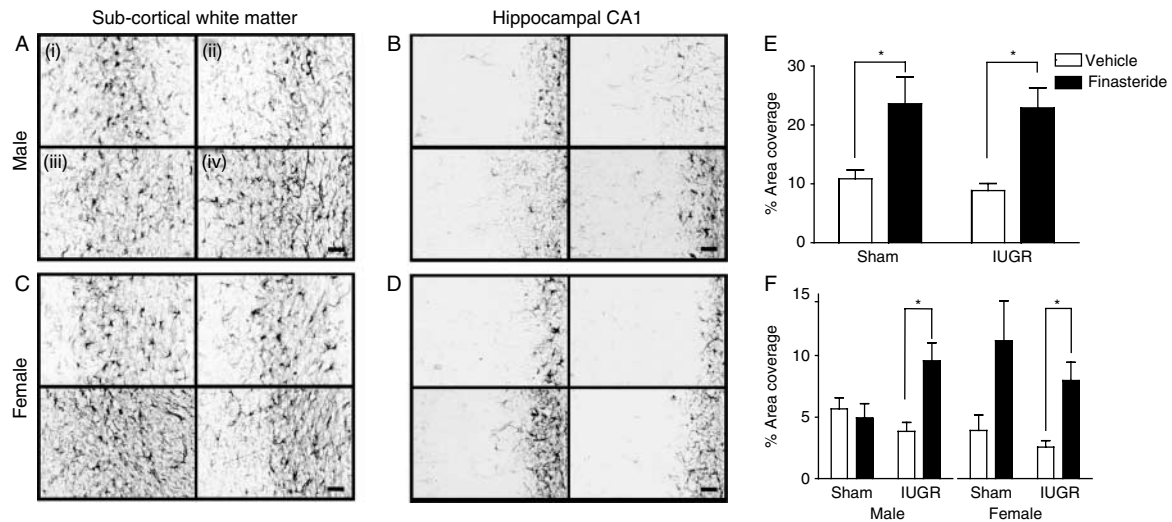 Sub-cortical white matter
Hippocampal CA1
A
(i)
(ii)
(iii)
(iv)
Male
B
C
Female
D
E
*
*
Vehicle
Finasteride
% Area coverage
30
20
10
0
Sham
IUGR
F
*
*
% Area coverage
15
10
5
0
Sham
IUGR
Sham
IUGR
Male
Female